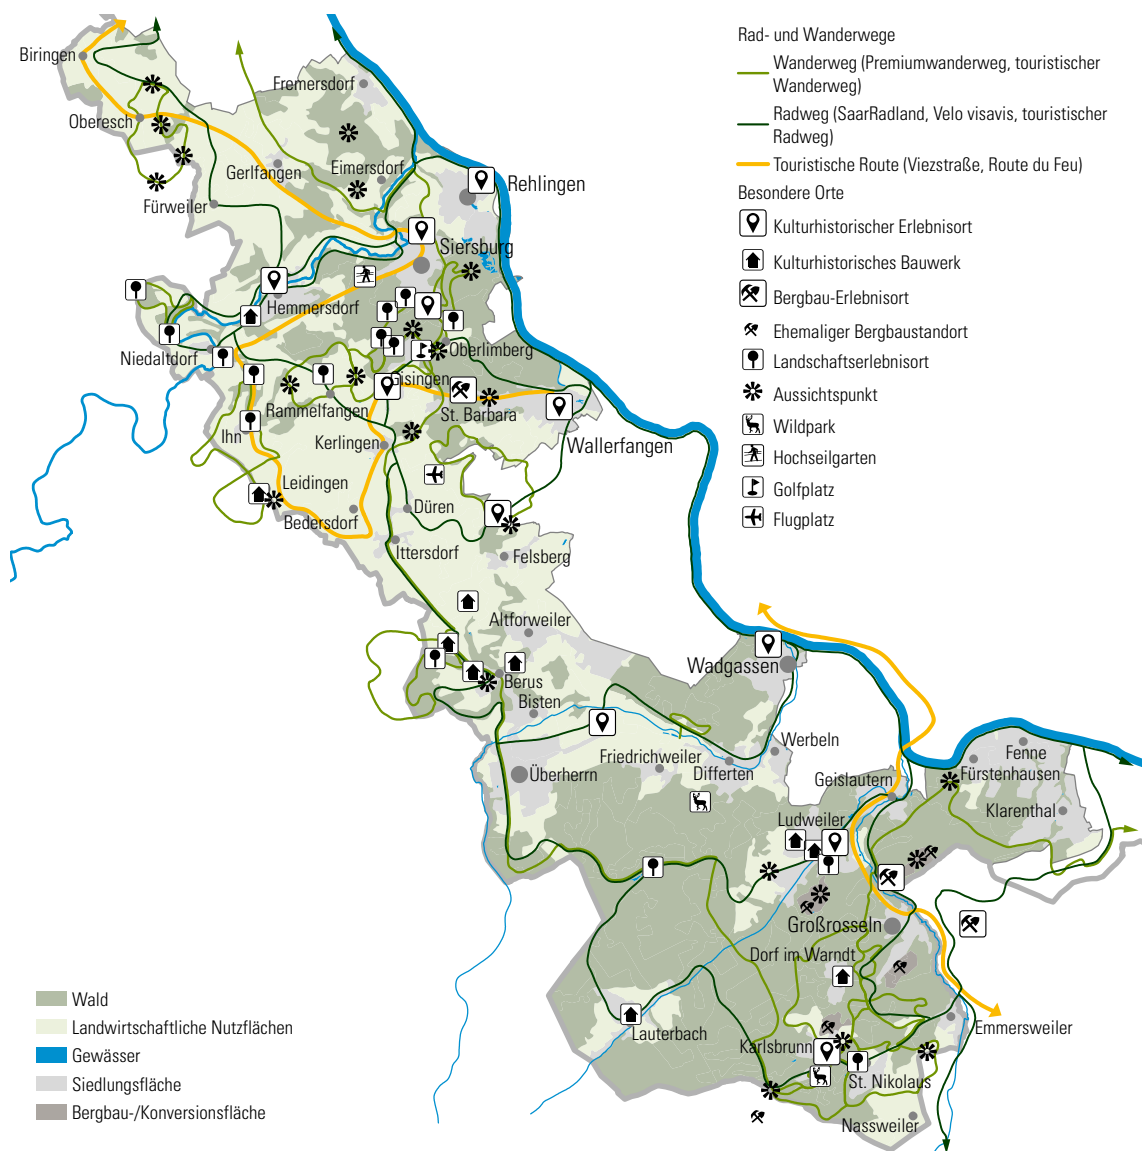 Rad- und Wanderwege
Wanderweg (Premiumwanderweg, touristischer
Wanderweg)
Radweg (SaarRadland, Velo visavis, touristischer
Radweg)
Touristische Route (Viezstraße, Route du Feu)
Besondere Orte
Kulturhistorischer Erlebnisort
Kulturhistorisches Bauwerk
Bergbau-Erlebnisort
Ehemaliger Bergbaustandort
Landschaftserlebnisort
Aussichtspunkt
Wildpark
Hochseilgarten
Golfplatz
Flugplatz
Biringen
Fremersdorf
Oberesch
Gerlfangen
Eimersdorf
Rehlingen
Fürweiler
Siersburg
Hemmersdorf
Niedaltdorf
Oberlimberg
Gisingen
Rammelfangen
St. Barbara
Ihn
Kerlingen
Wallerfangen
Leidingen
Bedersdorf
Düren
Ittersdorf
Felsberg
Altforweiler
Wadgassen
Berus
Bisten
Werbeln
Friedrichweiler
Überherrn
Differten
Geislautern
Fenne
Fürstenhausen
Klarenthal
Ludweiler
Großrosseln
Dorf im Warndt
Lauterbach
Emmersweiler
Karlsbrunn
St. Nikolaus
Nassweiler
Wald
Landwirtschaftliche Nutzflächen
Gewässer
Siedlungsfläche
Bergbau-/Konversionsfläche